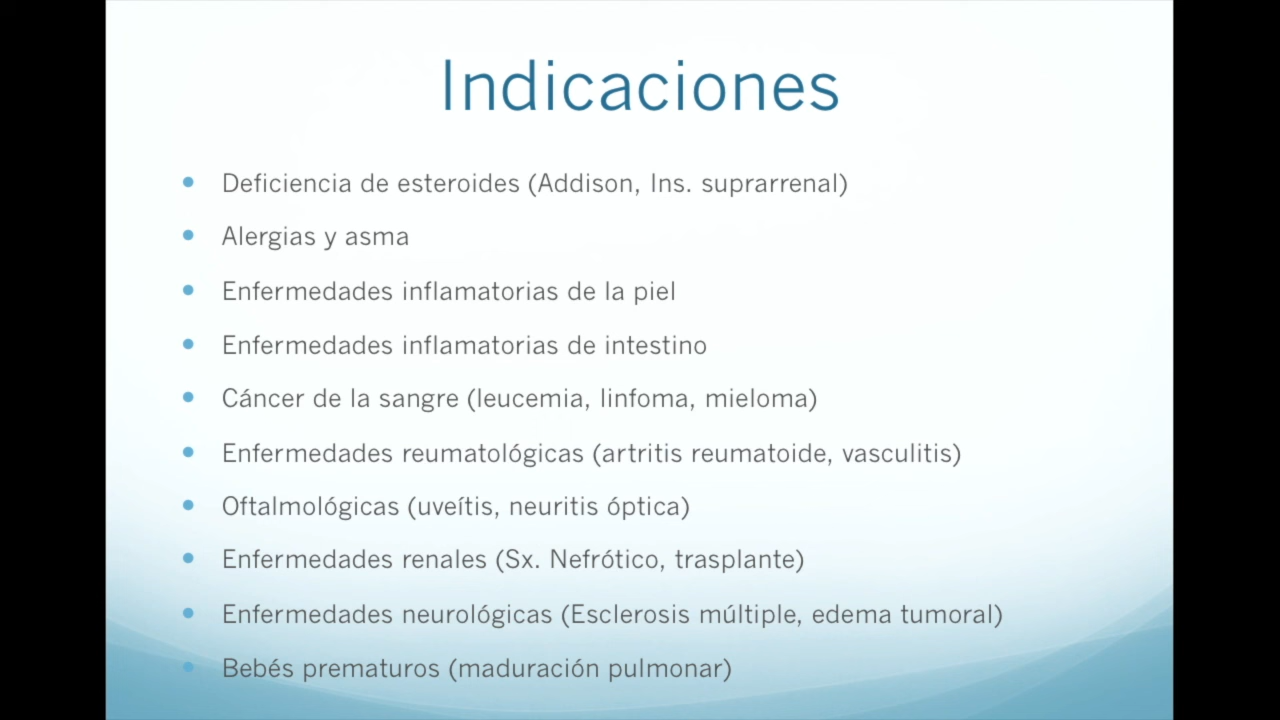 Indicaciones
Deficiencia de esteroides (Addison, Ins. suprarrenal)
Alergias y asma
Enfermedades inflamatorias de la piel
Enfermedades inflamatorias de intestino
Cáncer de la sangre (leucemia, linfoma, mieloma)
Enfermedades reumatológicas (artritis reumatoide, vasculitis)
Oftalmológicas (uveítis, neuritis óptica)
Enfermedades renales (Sx. Nefrótico, trasplante)
Enfermedades neurológicas (Esclerosis múltiple, edema tumoral)
Bebés prematuros (maduración pulmonar)